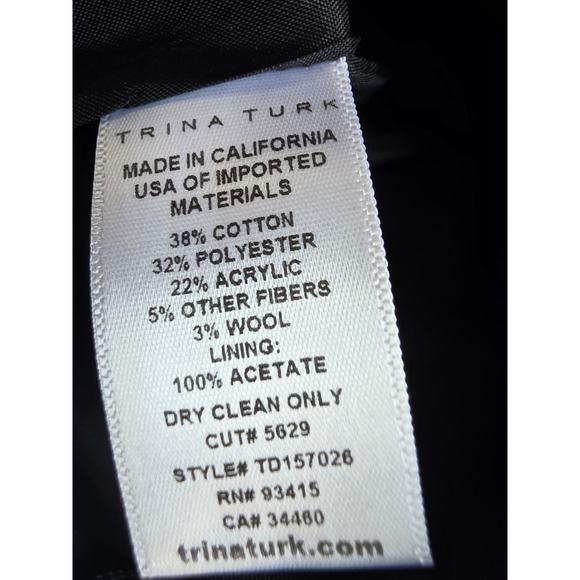 TRINA TURK
MADE IN CALIFORNIA
USA OF IMPORTED
MATERIALS
38% COTTON
32% POLYESTER
22% ACRYLIC
5% OTHER FIBERS
3% WOOL
LINING:
100% ACETATE
DRY CLEAN ONLY
CUT# 5629
STYLE# TD157026
RN# 93415
CA# 34460
trinaturk.com